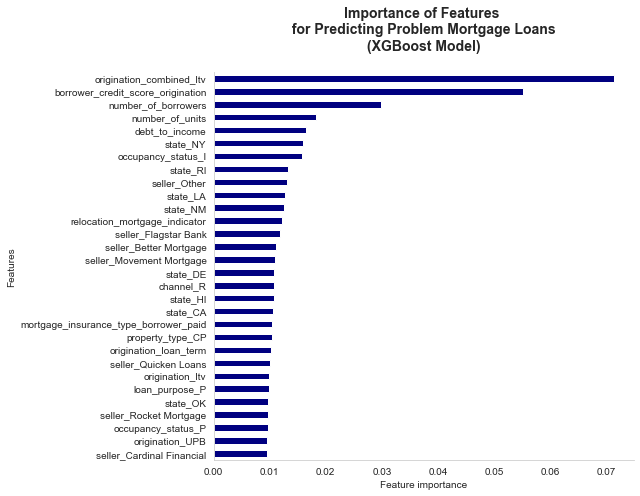 Importance of Features
for Predicting Problem Mortgage Loans
(XGBoost Model)
origination_combined_ltv
borrower_credit_score_origination
number_of_borrowers
number_of_units
debt_to_income
state_NY
occupancy_status_I
state_RI
seller_Other
state_LA
state_NM
relocation_mortgage_indicator
seller_Flagstar Bank
seller_Better Mortgage
seller_Movement Mortgage
state_DE
channel_R
state_HI
state_CA
mortgage_insurance_type_borrower_paid
property_type_CP
origination_loan_term
seller_Quicken Loans
origination_ltv
loan_purpose_P
state_OK
seller_Rocket Mortgage
occupancy_status_P
origination_UPB
seller_Cardinal Financial
Features
0.00 0.01 0.02 0.03 0.04 0.05 0.06 0.07
Feature importance